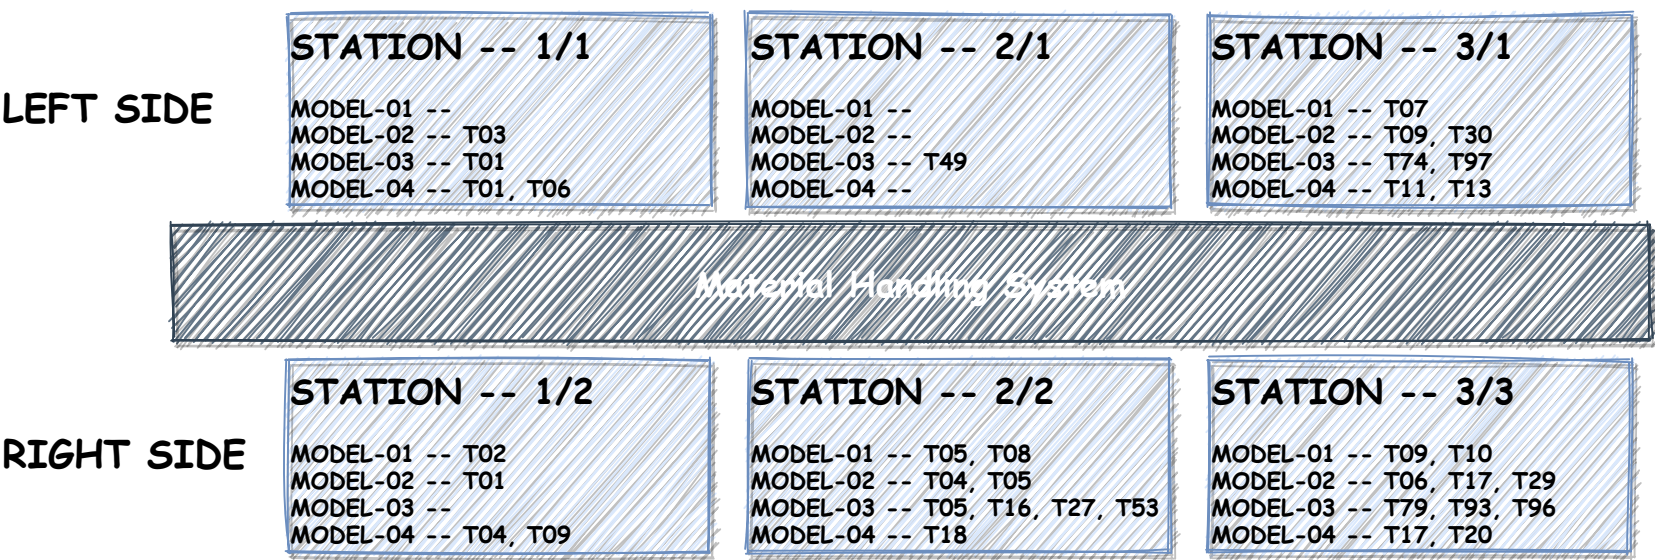 STATION -- 1/1
MODEL-01 --
MODEL-02 -- T03
MODEL-03 -- T01
MODEL-04 -- T01, T06
STATION -- 2/1
MODEL-01 --
MODEL-02 --
MODEL-03 -- T49
MODEL-04 --
STATION -- 3/1
MODEL-01 -- T07
MODEL-02 -- T09, T30
MODEL-03 -- T74, T97
MODEL-04 -- T11, T13
LEFT SIDE
Material Handling System
STATION -- 1/2
MODEL-01 -- T02
MODEL-02 -- T01
MODEL-03 --
MODEL-04 -- T04, T09
STATION -- 2/2
MODEL-01 -- T05, T08
MODEL-02 -- T04, T05
MODEL-03 -- T05, T16, T27, T53
MODEL-04 -- T18
STATION -- 3/3
MODEL-01 -- T09, T10
MODEL-02 -- T06, T17, T29
MODEL-03 -- T79, T93, T96
MODEL-04 -- T17, T20
RIGHT SIDE